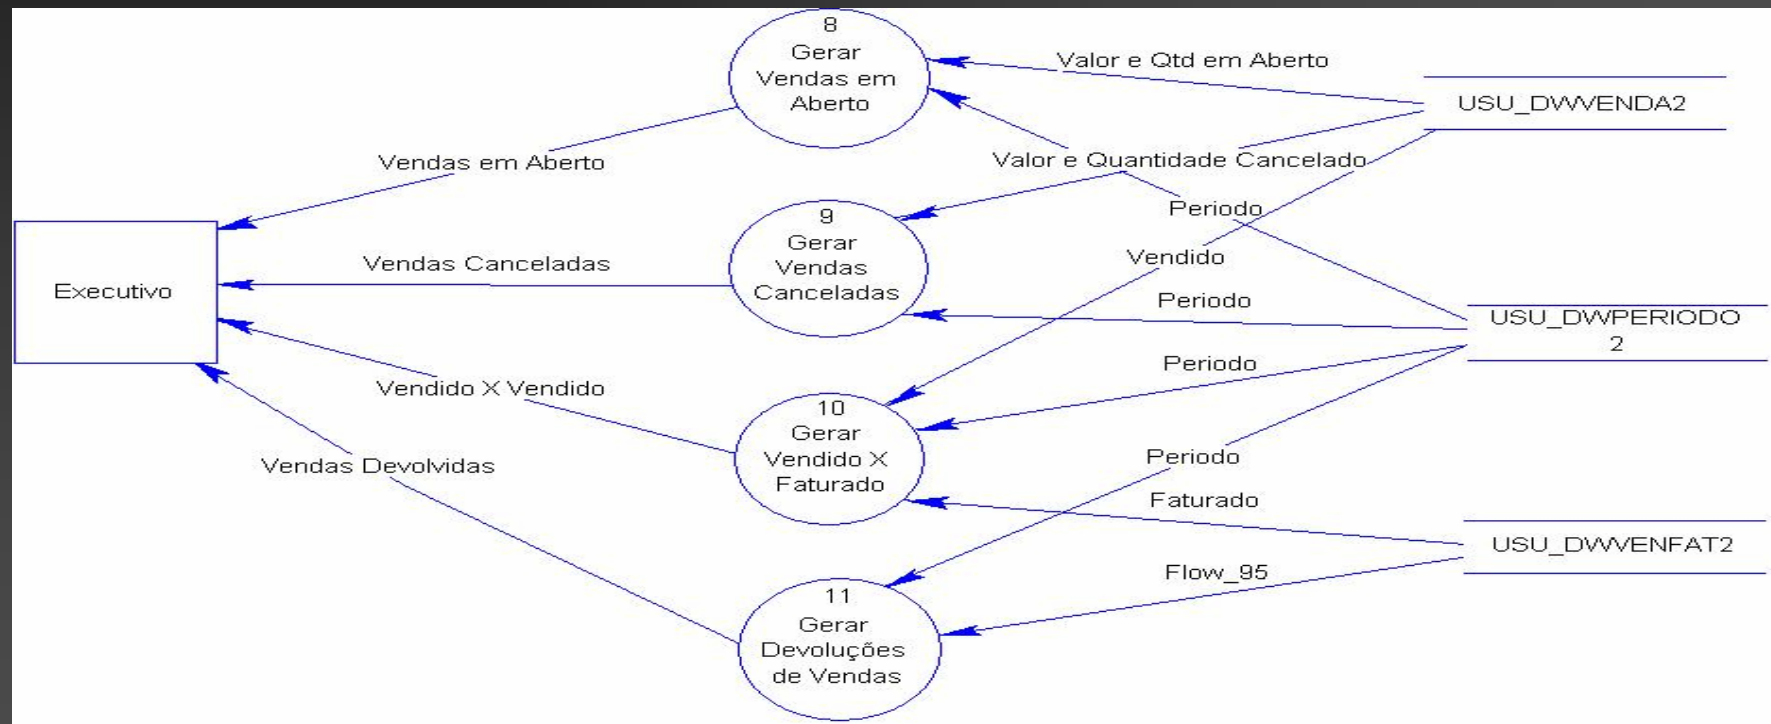 8
Gerar
Vendas em
Aberto
Valor e Qtd em Aberto
USU_DWVENDA2
Vendas em Aberto
Valor e Quantidade Cancelado
Periodo
9
Gerar
Vendas
Canceladas
Vendas Canceladas
Vendido
Executivo
Periodo
USU_DWPERIODO
2
Vendido X Vendido
Periodo
10
Gerar
Vendido X
Faturado
Vendas Devolvidas
Periodo
Faturado
USU_DWVENFAT2
Flow_95
11
Gerar
Devoluções
de Vendas